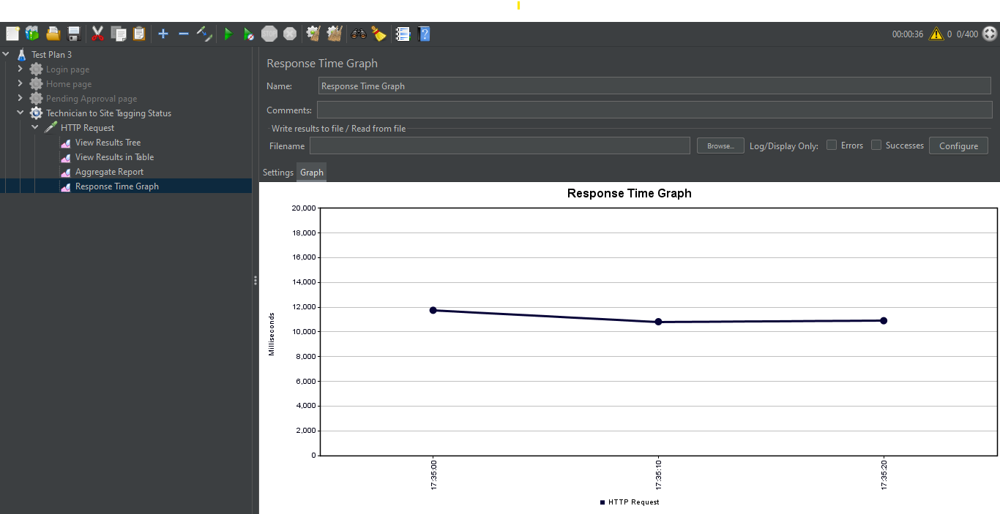 00:00:36 0 0/400
Test Plan 3
Login page
Home page
Pending Approval page
Technician to Site Tagging Status
HTTP Request
View Results Tree
View Results in Table
Aggregate Report
Response Time Graph
Response Time Graph
Name: Response Time Graph
Comments:
Write results to file / Read from file
Filename Browse... Log/Display Only: Errors Successes Configure
Settings Graph
Response Time Graph
20,000
18,000
16,000
14,000
12,000
10,000
8,000
6,000
4,000
2,000
0
Milliseconds
17:35:00 17:35:10 17:35:20
HTTP Request